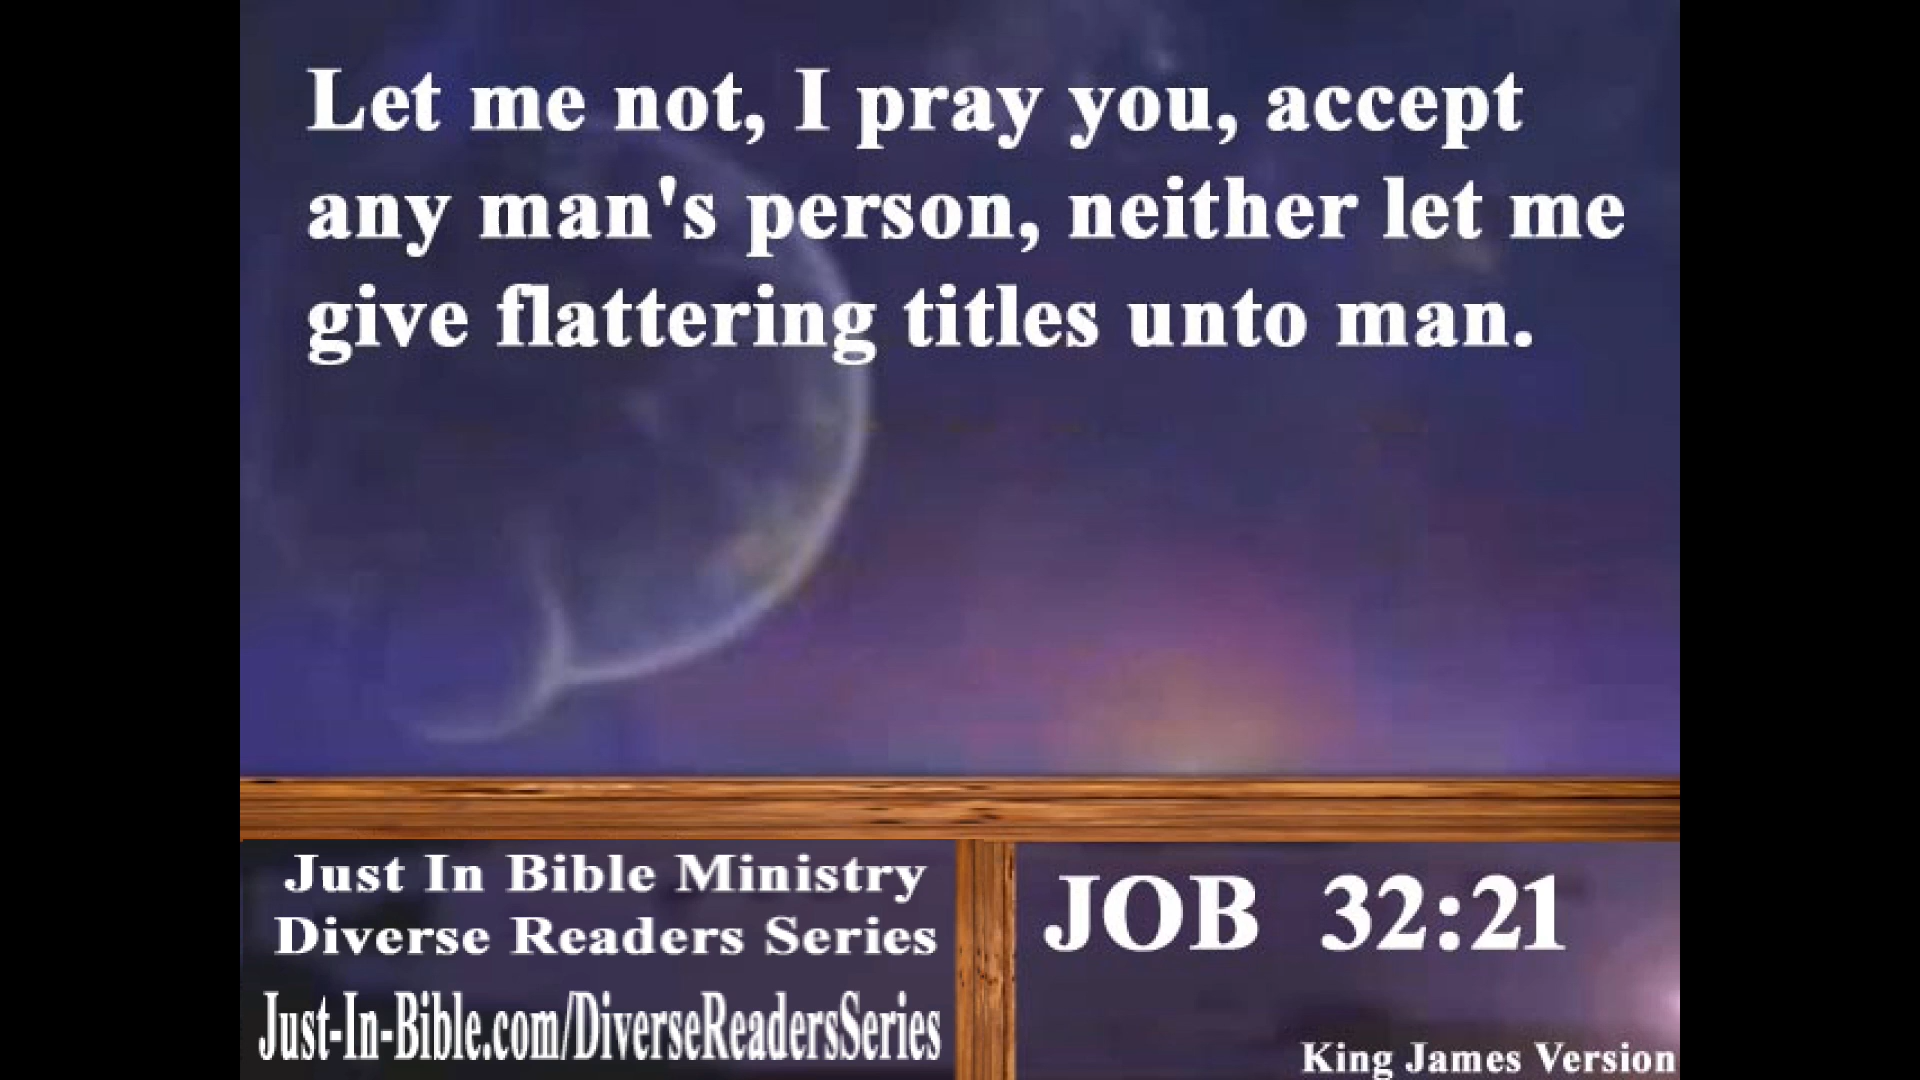 Let me not, I pray you, accept
any man's person, neither let me
give flattering titles unto man.
Just In Bible Ministry
Diverse Readers Series
Just-In-Bible.com/DiverseReadersSeries
JOB 32:21
King James Version